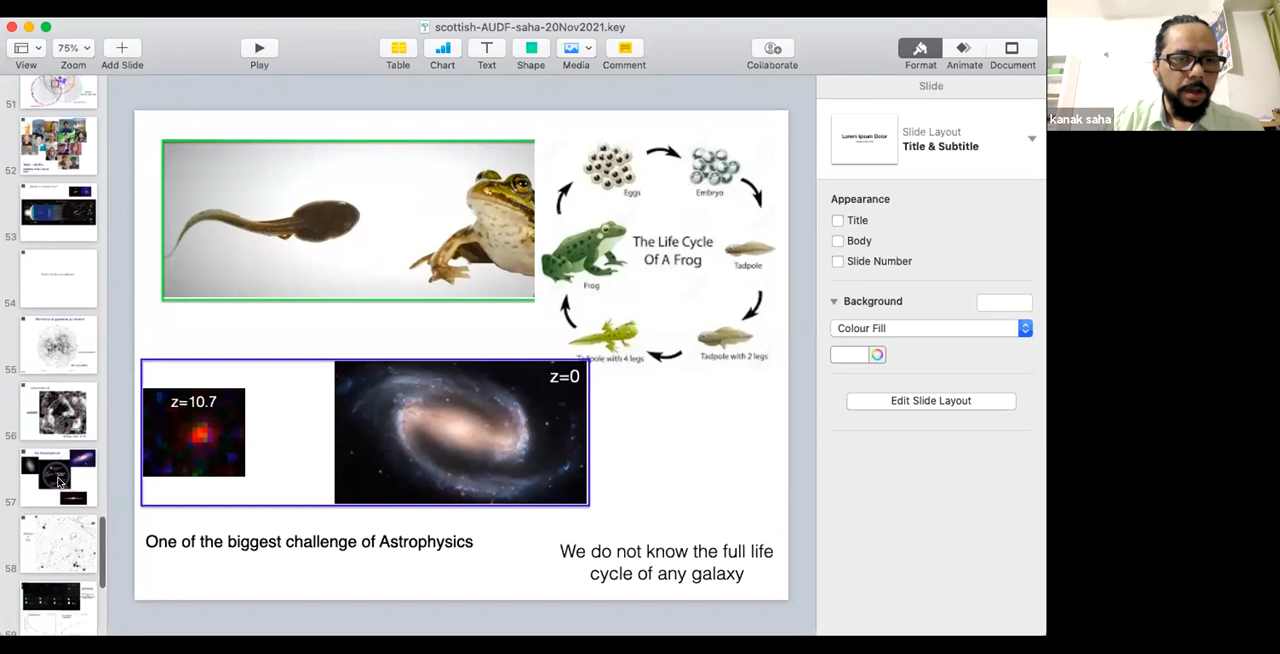 scottish-AUDF-saha-20Nov2021.key
75%
View
Zoom
Add Slide
Play
Table
Chart
Text
Shape
Media
Comment
Collaborate
Format
Animate
Document
51
52
53
54
55
56
57
58
Eggs
Embryo
The Life Cycle
Of A Frog
Tadpole
Frog
Tadpole with 4 legs
Tadpole with 2 legs
z=10.7
z=0
One of the biggest challenge of Astrophysics
We do not know the full life
cycle of any galaxy
Slide
Lorem Ipsum Dolor
Slide Layout
Title & Subtitle
Appearance
Title
Body
Slide Number
Background
Colour Fill
Edit Slide Layout
kanak saha